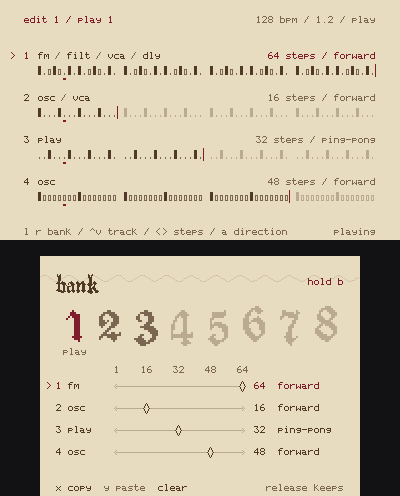 edit 1 / play 1 128 bpm / 1.2 / play
> 1 fm / filt / vca / dly 64 steps / forward
2 osc / vca 16 steps / forward
3 play 32 steps / ping-pong
4 osc 48 steps / forward
l r bank / ^v track / <> steps / a direction playing
bank hold b
1 2 3 4 5 6 7 8
play
1 16 32 48 64
> 1 fm 64 forward
2 osc 16 forward
3 play 32 ping-pong
4 osc 48 forward
x copy y paste clear release keeps